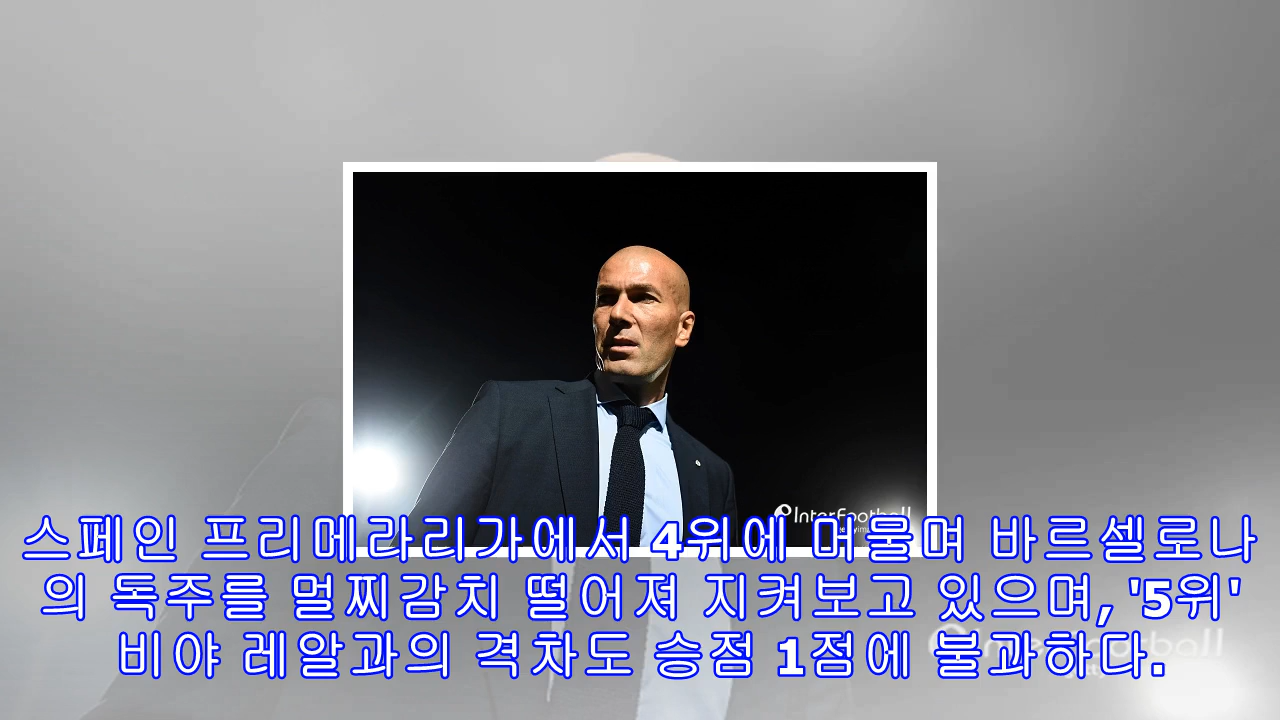 InterFootball
스페인 프리메라리가에서 4위에 머물며 바르셀로나
의 독주를 멀찌감치 떨어져 지켜보고 있으며, '5위'
비야 레알과의 격차도 승점 1점에 불과하다.